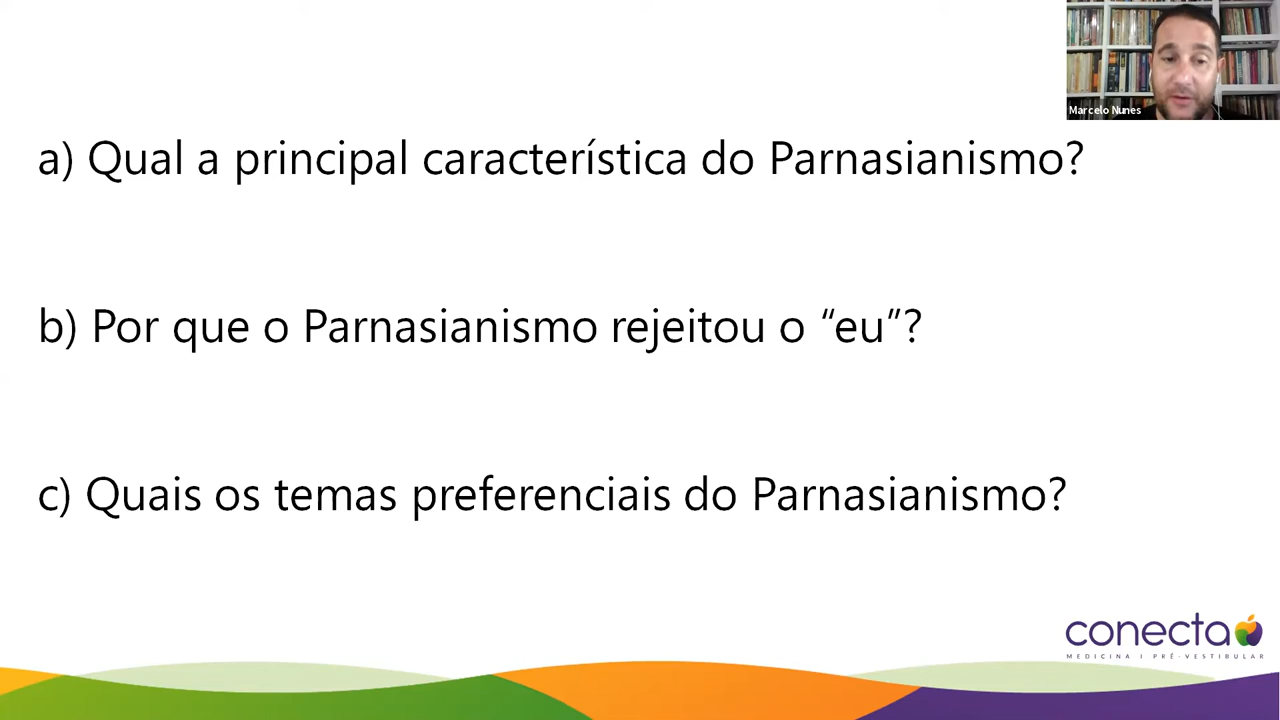 Marcelo Nunes
a) Qual a principal característica do Parnasianismo?
b) Por que o Parnasianismo rejeitou o “eu”?
c) Quais os temas preferenciais do Parnasianismo?
conecta
MEDICINA | PRÉ-VESTIBULAR